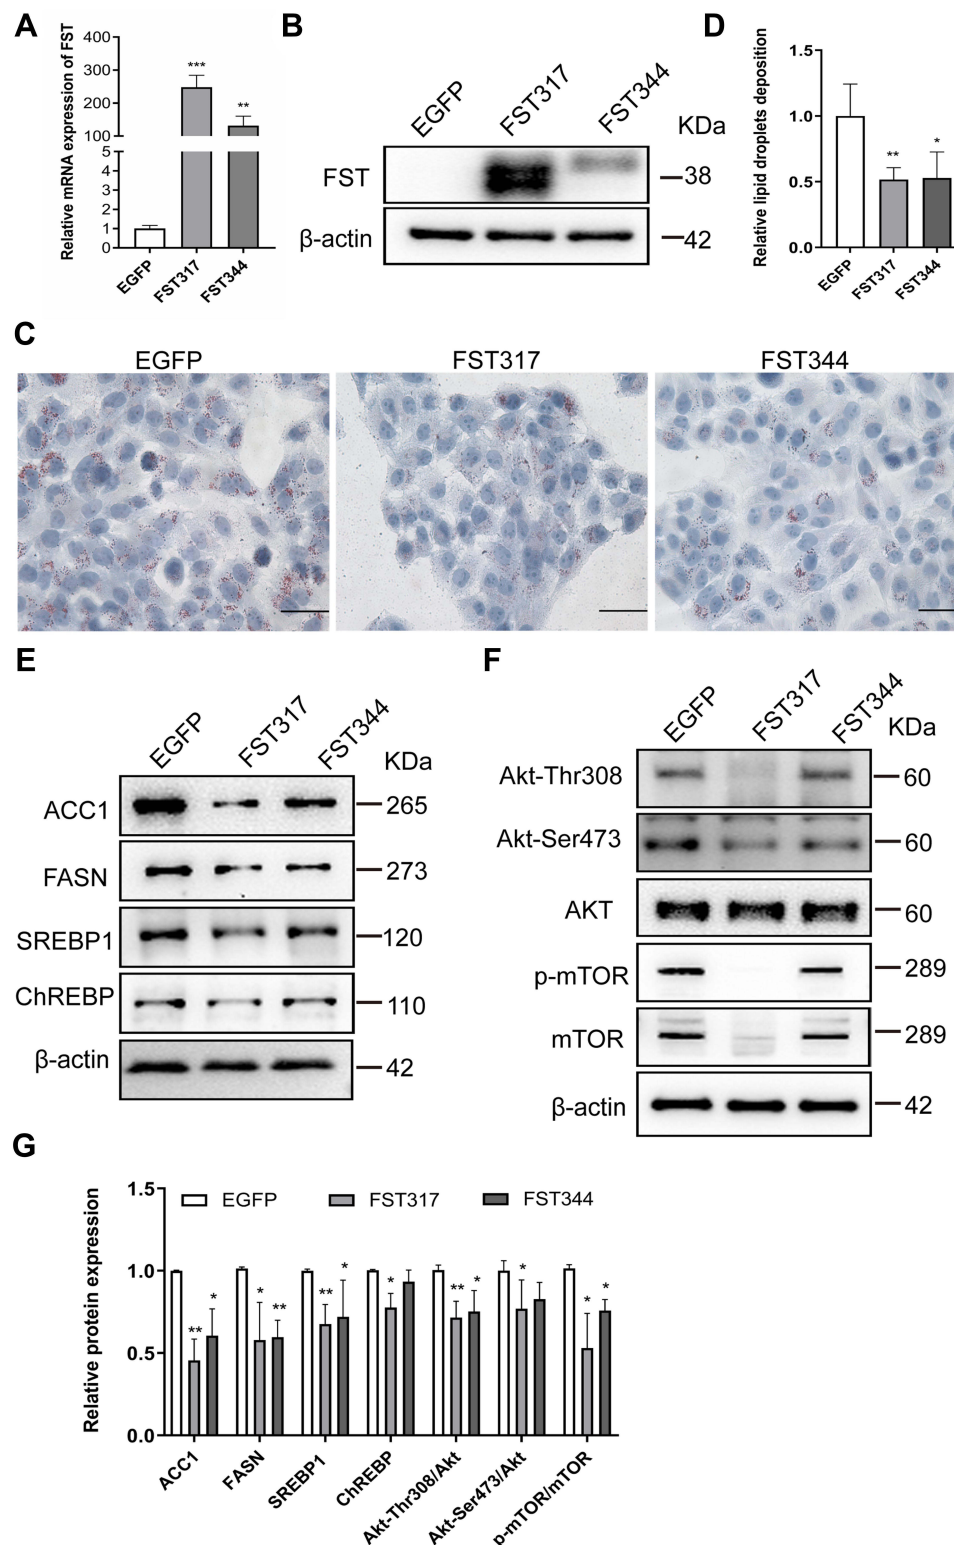 A
Relative mRNA expression of FST
400
300
200
100
5
4
3
2
1
0
***
**
EGFP
FST317
FST344
B
EGFP
FST317
FST344
KDa
FST
38
β-actin
42
D
Relative lipid droplets deposition
1.5
1.0
0.5
0.0
**
*
EGFP
FST317
FST344
C
EGFP
FST317
FST344
E
EGFP
FST317
FST344
KDa
ACC1
265
FASN
273
SREBP1
120
ChREBP
110
β-actin
42
F
EGFP
FST317
FST344
KDa
Akt-Thr308
60
Akt-Ser473
60
AKT
60
p-mTOR
289
mTOR
289
β-actin
42
G
Relative protein expression
1.5
1.0
0.5
0.0
EGFP
FST317
FST344
**
*
*
**
**
*
*
**
*
*
*
*
ACC1
FASN
SREBP1
ChREBP
Akt-Thr308/Akt
Akt-Ser473/Akt
p-mTOR/mTOR